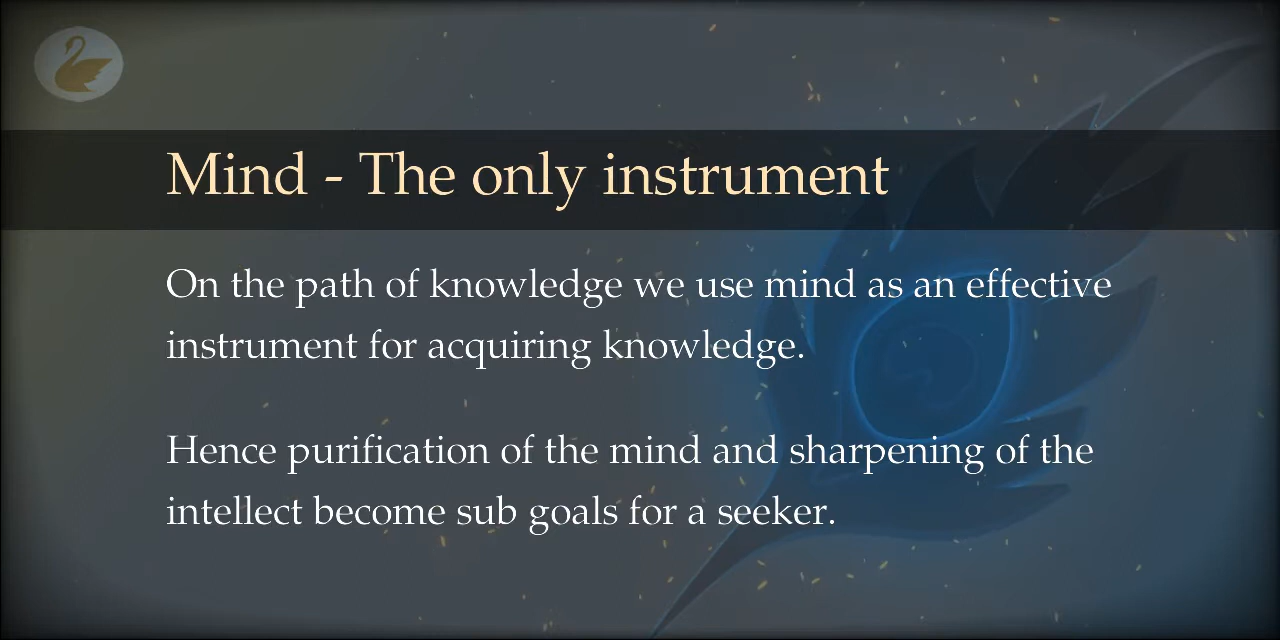 Mind - The only instrument
On the path of knowledge we use mind as an effective
instrument for acquiring knowledge.
Hence purification of the mind and sharpening of the
intellect become sub goals for a seeker.